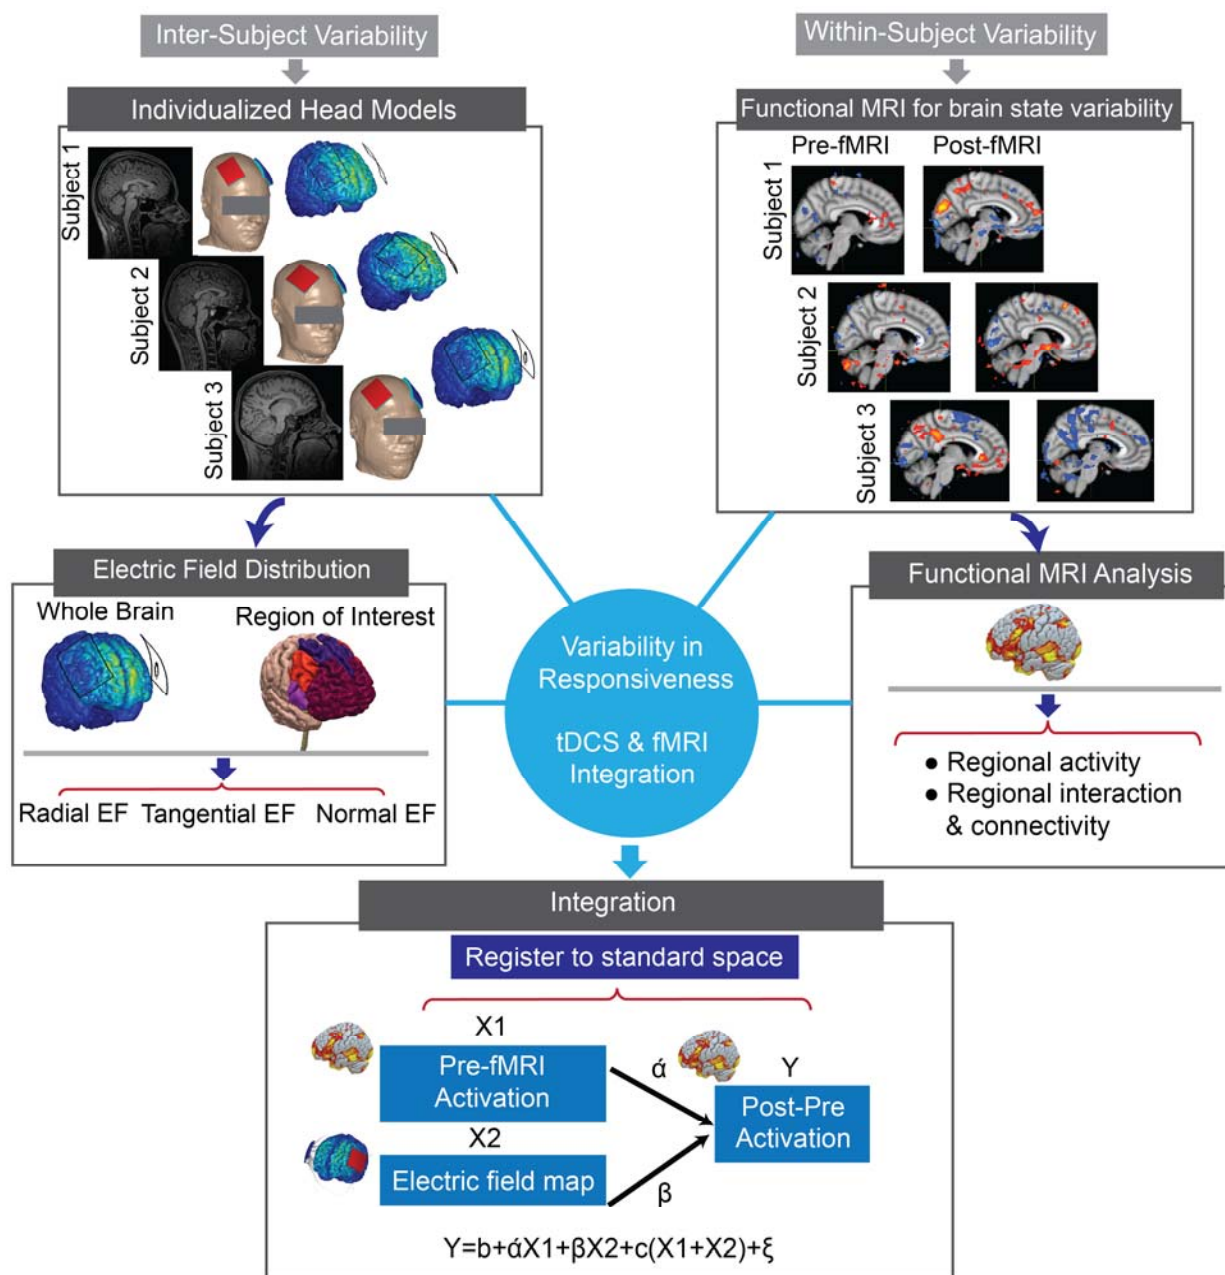 Inter-Subject Variability
Individualized Head Models
Subject 1
Subject 2
Subject 3
Within-Subject Variability
Functional MRI for brain state variability
Pre-fMRI
Post-fMRI
Subject 1
Subject 2
Subject 3
Electric Field Distribution
Whole Brain
Region of Interest
Radial EF
Tangential EF
Normal EF
Variability in
Responsiveness
tDCS & fMRI
Integration
Functional MRI Analysis
● Regional activity
● Regional interaction
& connectivity
Integration
Register to standard space
X1
Pre-fMRI
Activation
X2
Electric field map
ά
β
Y
Post-Pre
Activation
Y=b+άX1+βX2+c(X1+X2)+ξ